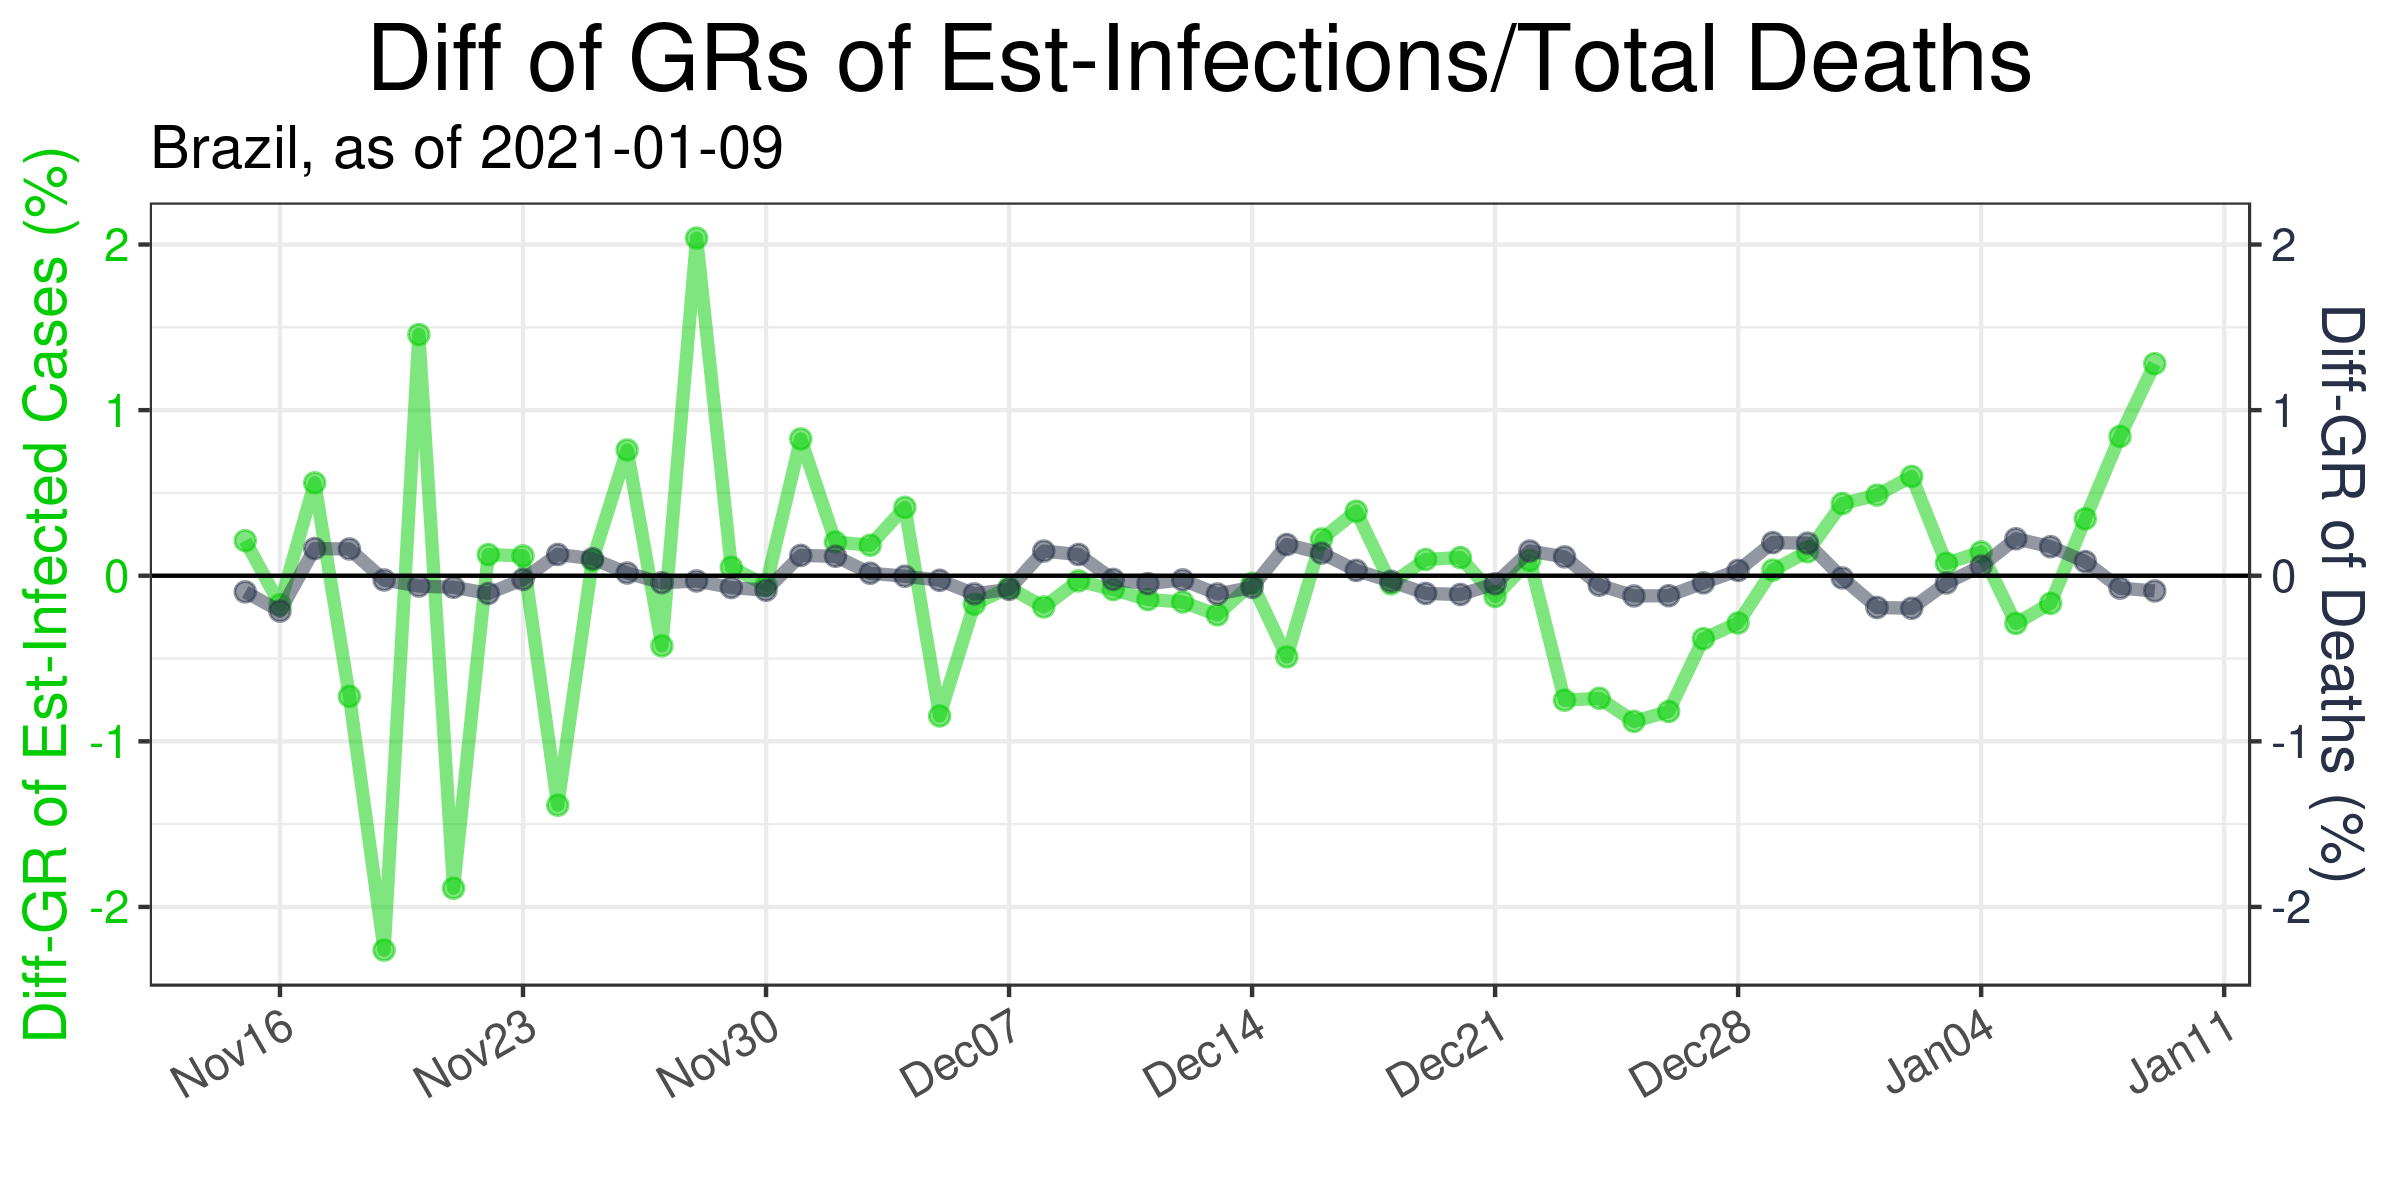 Diff of GRs of Est-Infections/Total Deaths
Brazil, as of 2021-01-09
Diff-GR of Est-Infected Cases (%)
2
1
0
-1
-2
2
1
0
-1
-2
Diff-GR of Deaths (%)
Nov16
Nov23
Nov30
Dec07
Dec14
Dec21
Dec28
Jan04
Jan11